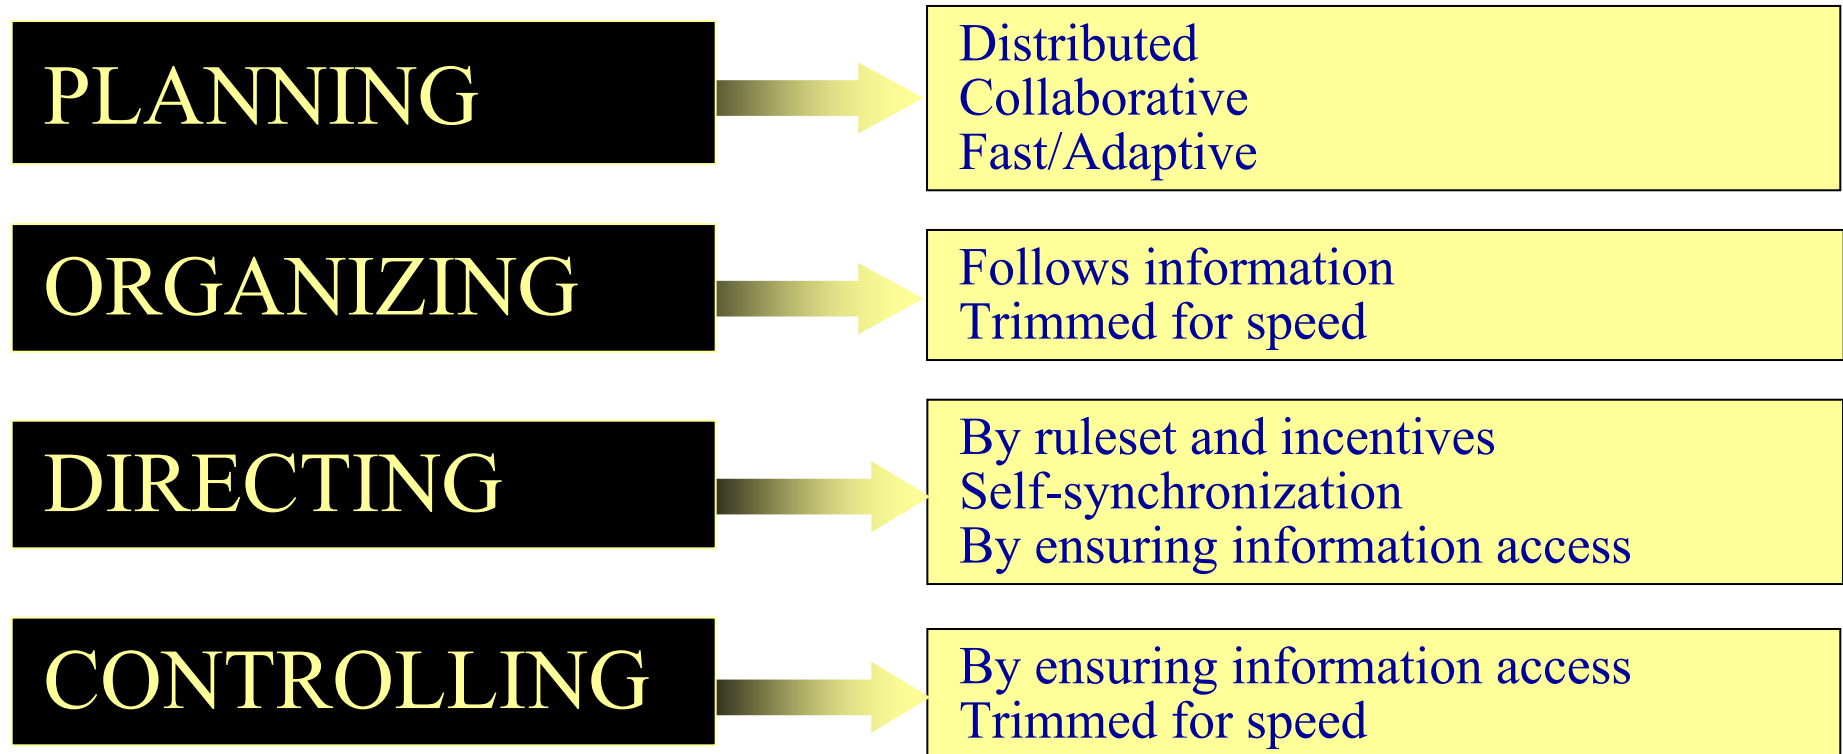 PLANNING
Distributed
Collaborative
Fast/Adaptive
ORGANIZING
Follows information
Trimmed for speed
DIRECTING
By ruleset and incentives
Self-synchronization
By ensuring information access
CONTROLLING
By ensuring information access
Trimmed for speed